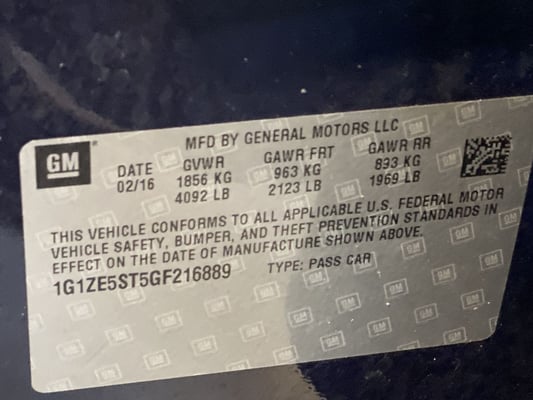 GM
MFD BY GENERAL MOTORS LLC
DATE GVWR GAWR FRT GAWR RR
02/16 1856 KG 963 KG 893 KG
4092 LB 2123 LB 1969 LB
THIS VEHICLE CONFORMS TO ALL APPLICABLE U.S. FEDERAL MOTOR
VEHICLE SAFETY, BUMPER, AND THEFT PREVENTION STANDARDS IN
EFFECT ON THE DATE OF MANUFACTURE SHOWN ABOVE.
1G1ZE5ST5GF216889 TYPE: PASS CAR